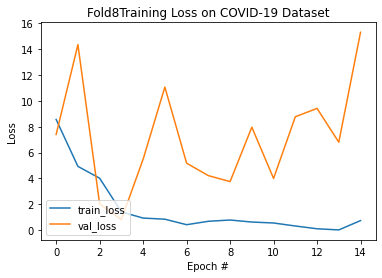 Fold8Training Loss on COVID-19 Dataset
16
14
12
10
8
6
4
2
0
Loss
train_loss
val_loss
0 2 4 6 8 10 12 14
Epoch #